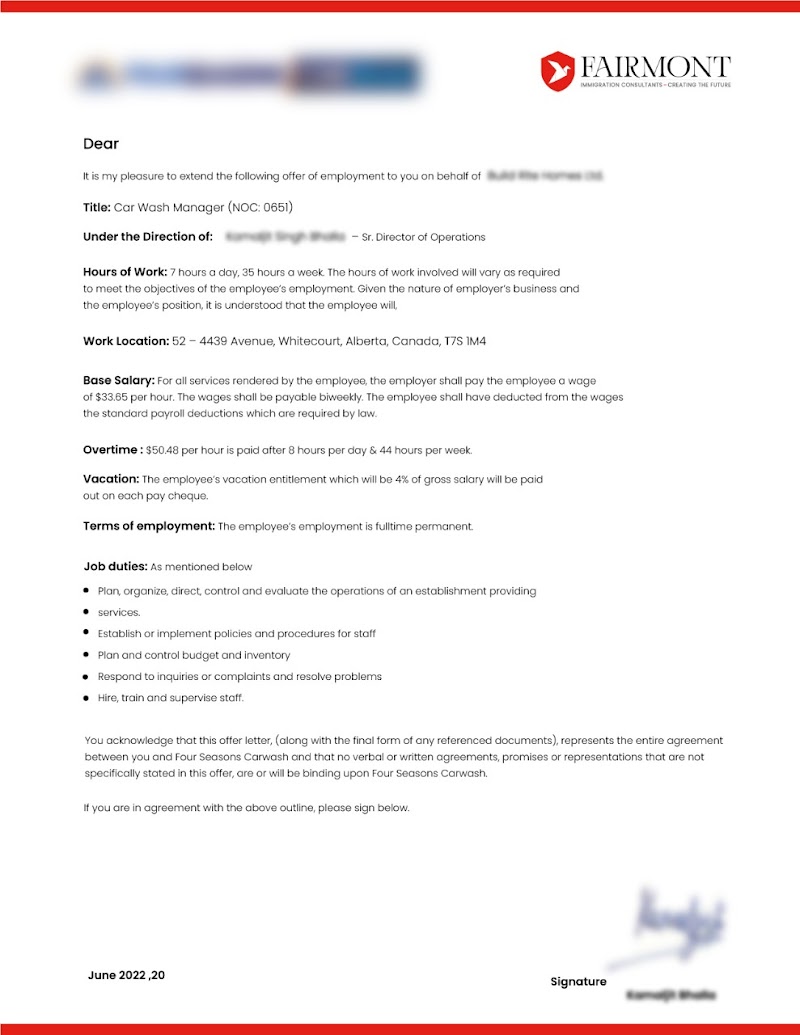 FAIRMONT
IMMIGRATION CONSULTANTS–CREATING THE FUTURE
Dear
It is my pleasure to extend the following offer of employment to you on behalf of
Title: Car Wash Manager (NOC: 0651)
Under the Direction of: – Sr. Director of Operations
Hours of Work: 7 hours a day, 35 hours a week. The hours of work involved will vary as required
to meet the objectives of the employee's employment. Given the nature of employer's business and
the employee's position, it is understood that the employee will,
Work Location: 52 – 4439 Avenue, Whitecourt, Alberta, Canada, T7S 1M4
Base Salary: For all services rendered by the employee, the employer shall pay the employee a wage
of $33.65 per hour. The wages shall be payable biweekly. The employee shall have deducted from the wages
the standard payroll deductions which are required by law.
Overtime : $50.48 per hour is paid after 8 hours per day & 44 hours per week.
Vacation: The employee's vacation entitlement which will be 4% of gross salary will be paid
out on each pay cheque.
Terms of employment: The employee's employment is fulltime permanent.
Job duties: As mentioned below
• Plan, organize, direct, control and evaluate the operations of an establishment providing
• services.
• Establish or implement policies and procedures for staff
• Plan and control budget and inventory
• Respond to inquiries or complaints and resolve problems
• Hire, train and supervise staff.
You acknowledge that this offer letter, (along with the final form of any referenced documents), represents the entire agreement
between you and Four Seasons Carwash and that no verbal or written agreements, promises or representations that are not
specifically stated in this offer, are or will be binding upon Four Seasons Carwash.
If you are in agreement with the above outline, please sign below.
June 2022 ,20
Signature